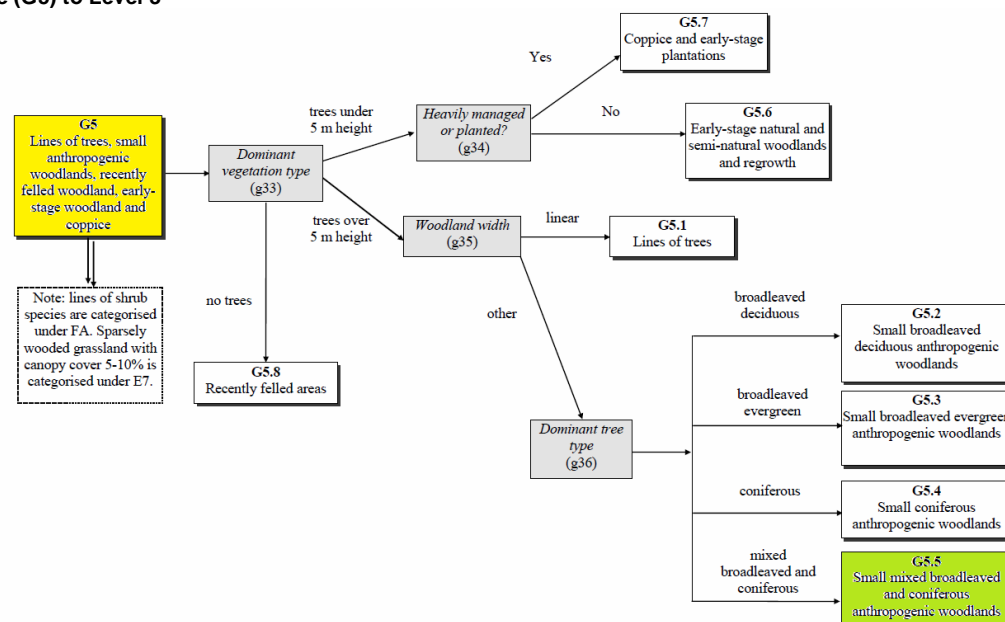 (G5) to Level 3
G5.7
Coppice and early-stage
plantations
Yes
trees under
5 m height
Heavily managed
or planted?
(g34)
No
G5.6
Early-stage natural and
semi-natural woodlands
and regrowth
G5
Lines of trees, small
anthropogenic
woodlands, recently
felled woodland, early-
stage woodland and
coppice
Dominant
vegetation type
(g33)
trees over
5 m height
Woodland width
(g35)
linear
G5.1
Lines of trees
Note: lines of shrub
species are categorised
under FA. Sparsely
wooded grassland with
canopy cover 5-10% is
categorised under E7.
no trees
G5.8
Recently felled areas
other
Dominant tree
type
(g36)
broadleaved
deciduous
G5.2
Small broadleaved
deciduous anthropogenic
woodlands
broadleaved
evergreen
G5.3
Small broadleaved evergreen
anthropogenic woodlands
coniferous
G5.4
Small coniferous
anthropogenic woodlands
mixed
broadleaved and
coniferous
G5.5
Small mixed broadleaved
and coniferous
anthropogenic woodlands